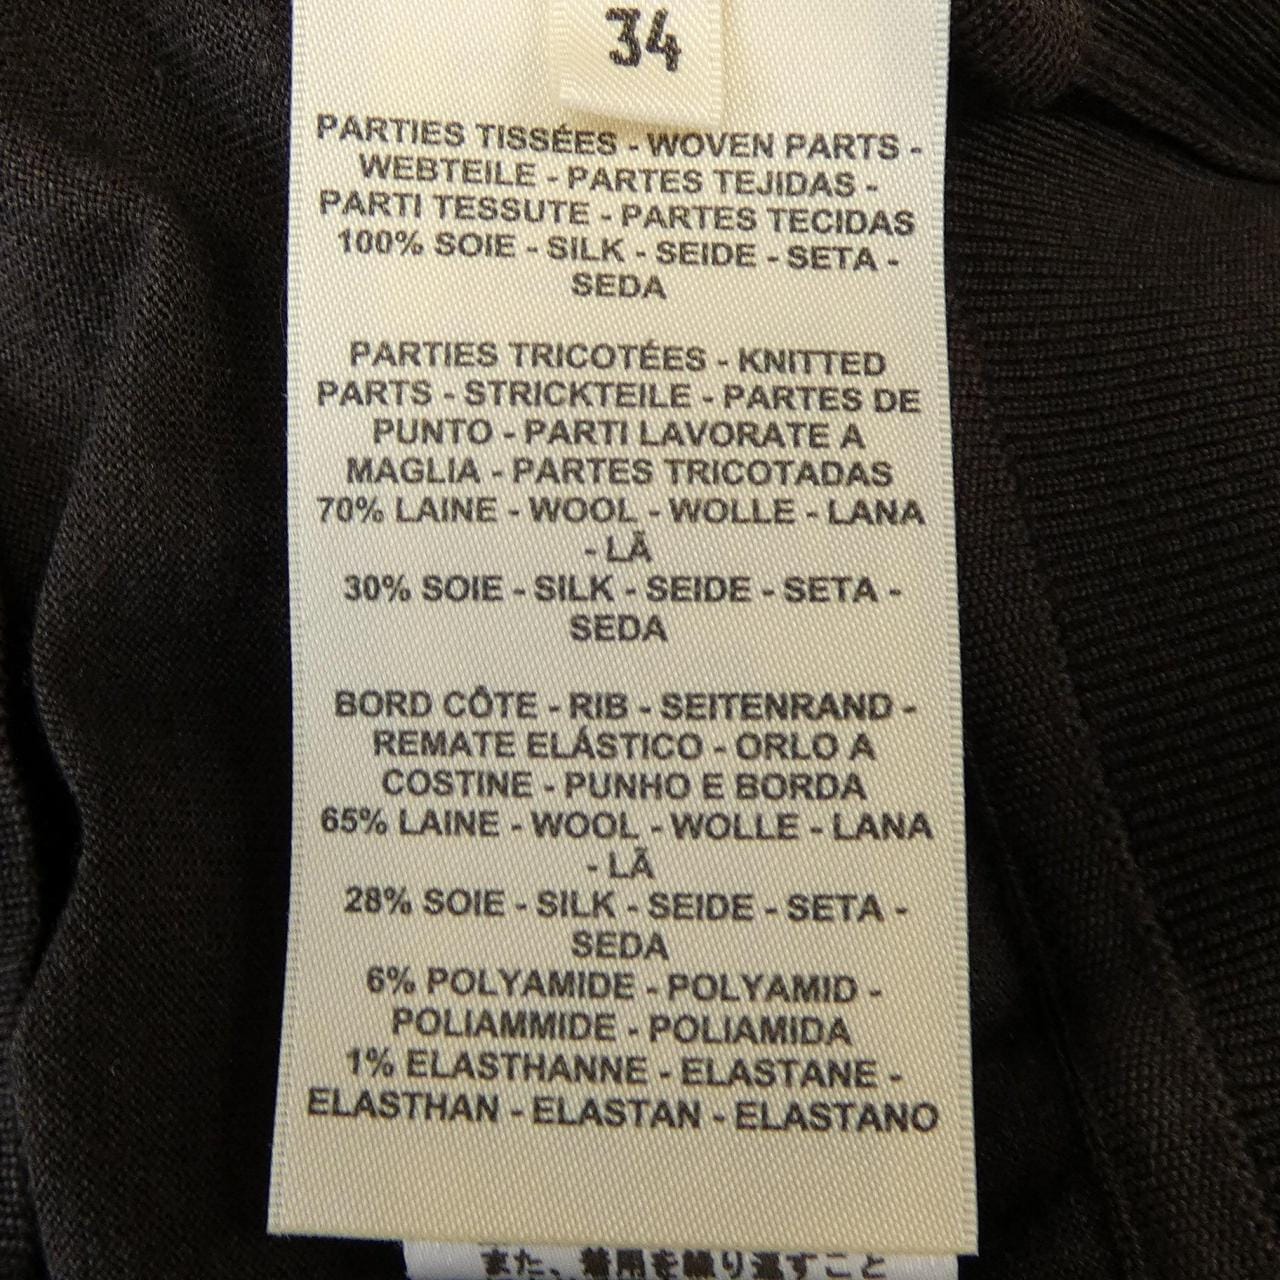 34
PARTIES TISSÉES - WOVEN PARTS -
WEBTEILE - PARTES TEJIDAS -
PARTI TESSUTE - PARTES TECIDAS
100% SOIE - SILK - SEIDE - SETA -
SEDA
PARTIES TRICOTÉES - KNITTED
PARTS - STRICKTEILE - PARTES DE
PUNTO - PARTI LAVORATE A
MAGLIA - PARTES TRICOTADAS
70% LAINE - WOOL - WOLLE - LANA
- LÃ
30% SOIE - SILK - SEIDE - SETA -
SEDA
BORD CÔTE - RIB - SEITENRAND -
REMATE ELÁSTICO - ORLO A
COSTINE - PUNHO E BORDA
65% LAINE - WOOL - WOLLE - LANA
- LÃ
28% SOIE - SILK - SEIDE - SETA -
SEDA
6% POLYAMIDE - POLYAMID -
POLIAMMIDE - POLIAMIDA
1% ELASTHANNE - ELASTANE -
ELASTHAN - ELASTAN - ELASTANO
また、着用を繰り返すこと